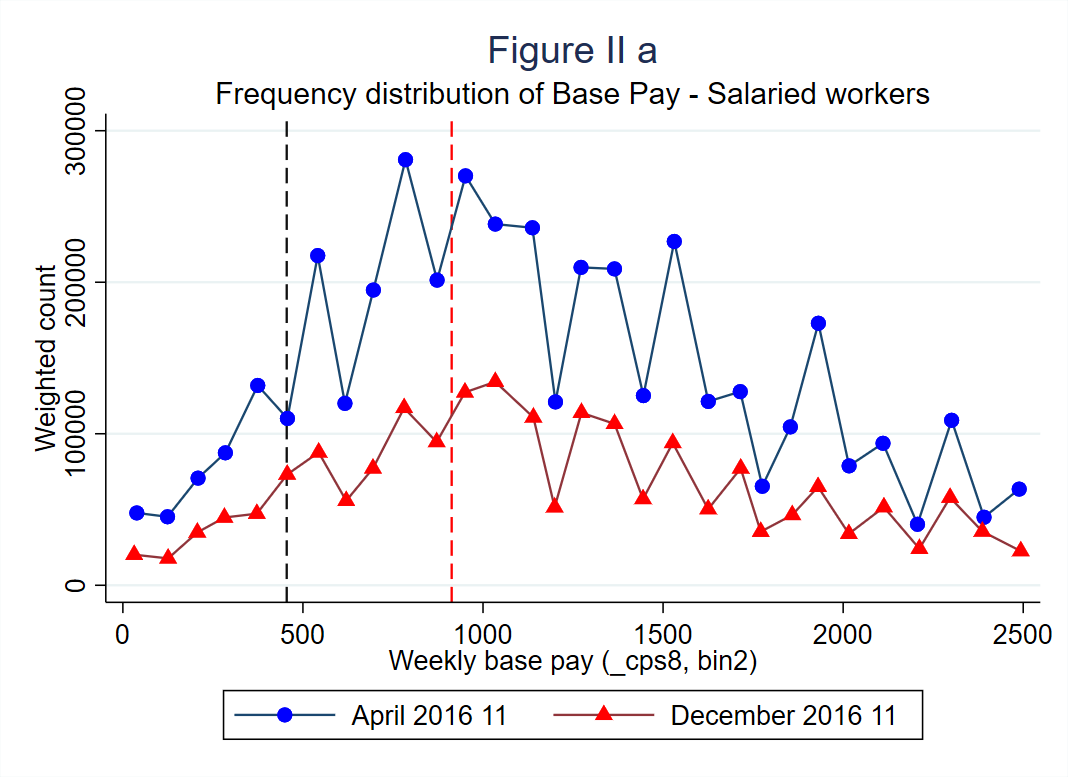 Figure II a
Frequency distribution of Base Pay - Salaried workers
Weighted count
300000
200000
100000
0
0 500 1000 1500 2000 2500
Weekly base pay (_cps8, bin2)
April 2016 11 December 2016 11